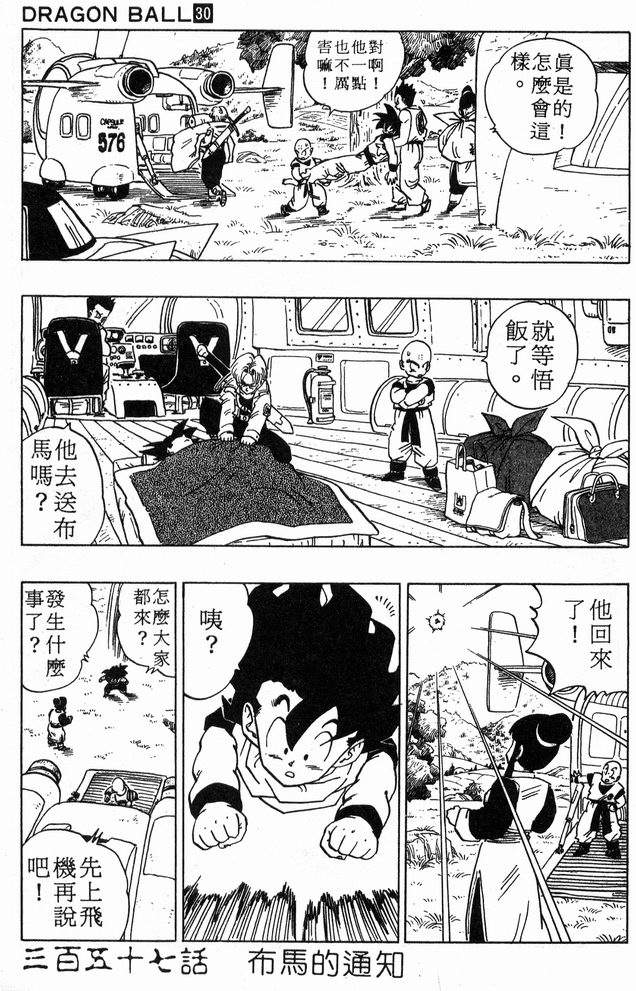 DRAGON BALL 30
眞是的！
怎麼會這
樣。
對啊！
他一點
也不厲
害嘛！
CAPSULE
576
就等悟
飯了。
他去送布
馬嗎？
他回來
了！
咦？
怎麼大家
都來？
發生什麼
事了？
先上飛
機再說
吧！
三百五十七話 布馬的通知